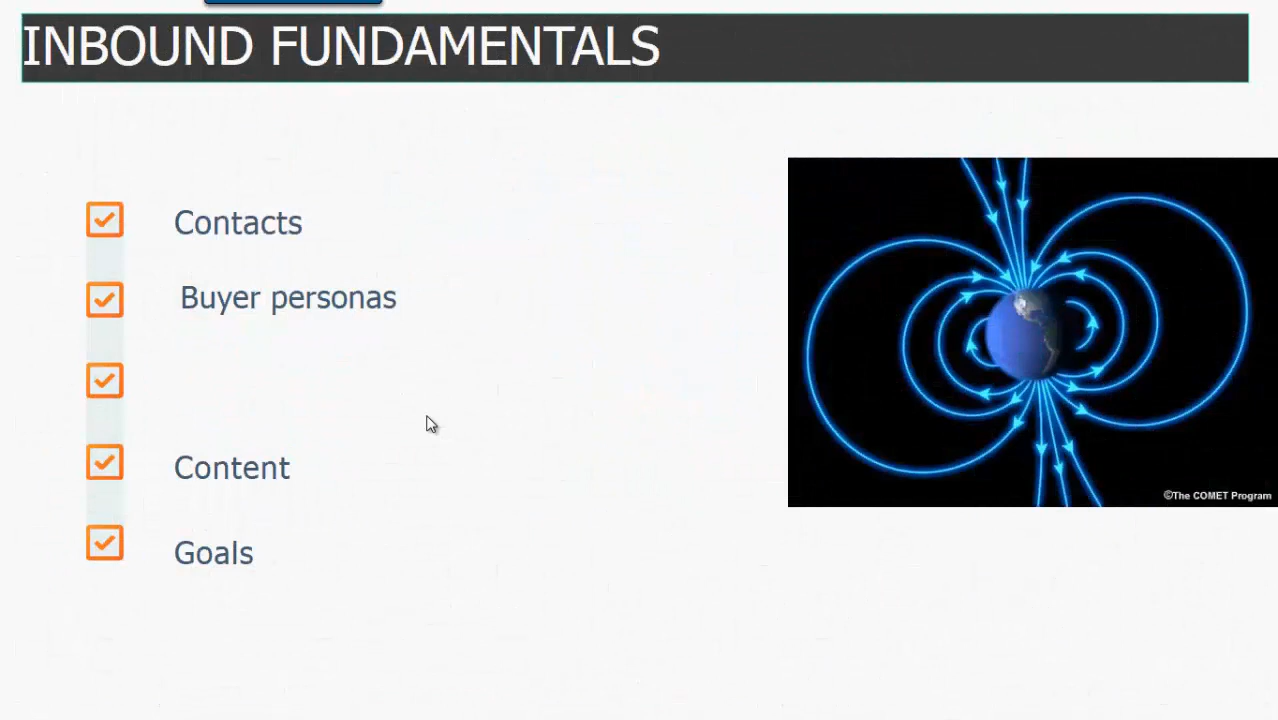 INBOUND FUNDAMENTALS
Contacts
Buyer personas
Content
Goals
©The COMET Program